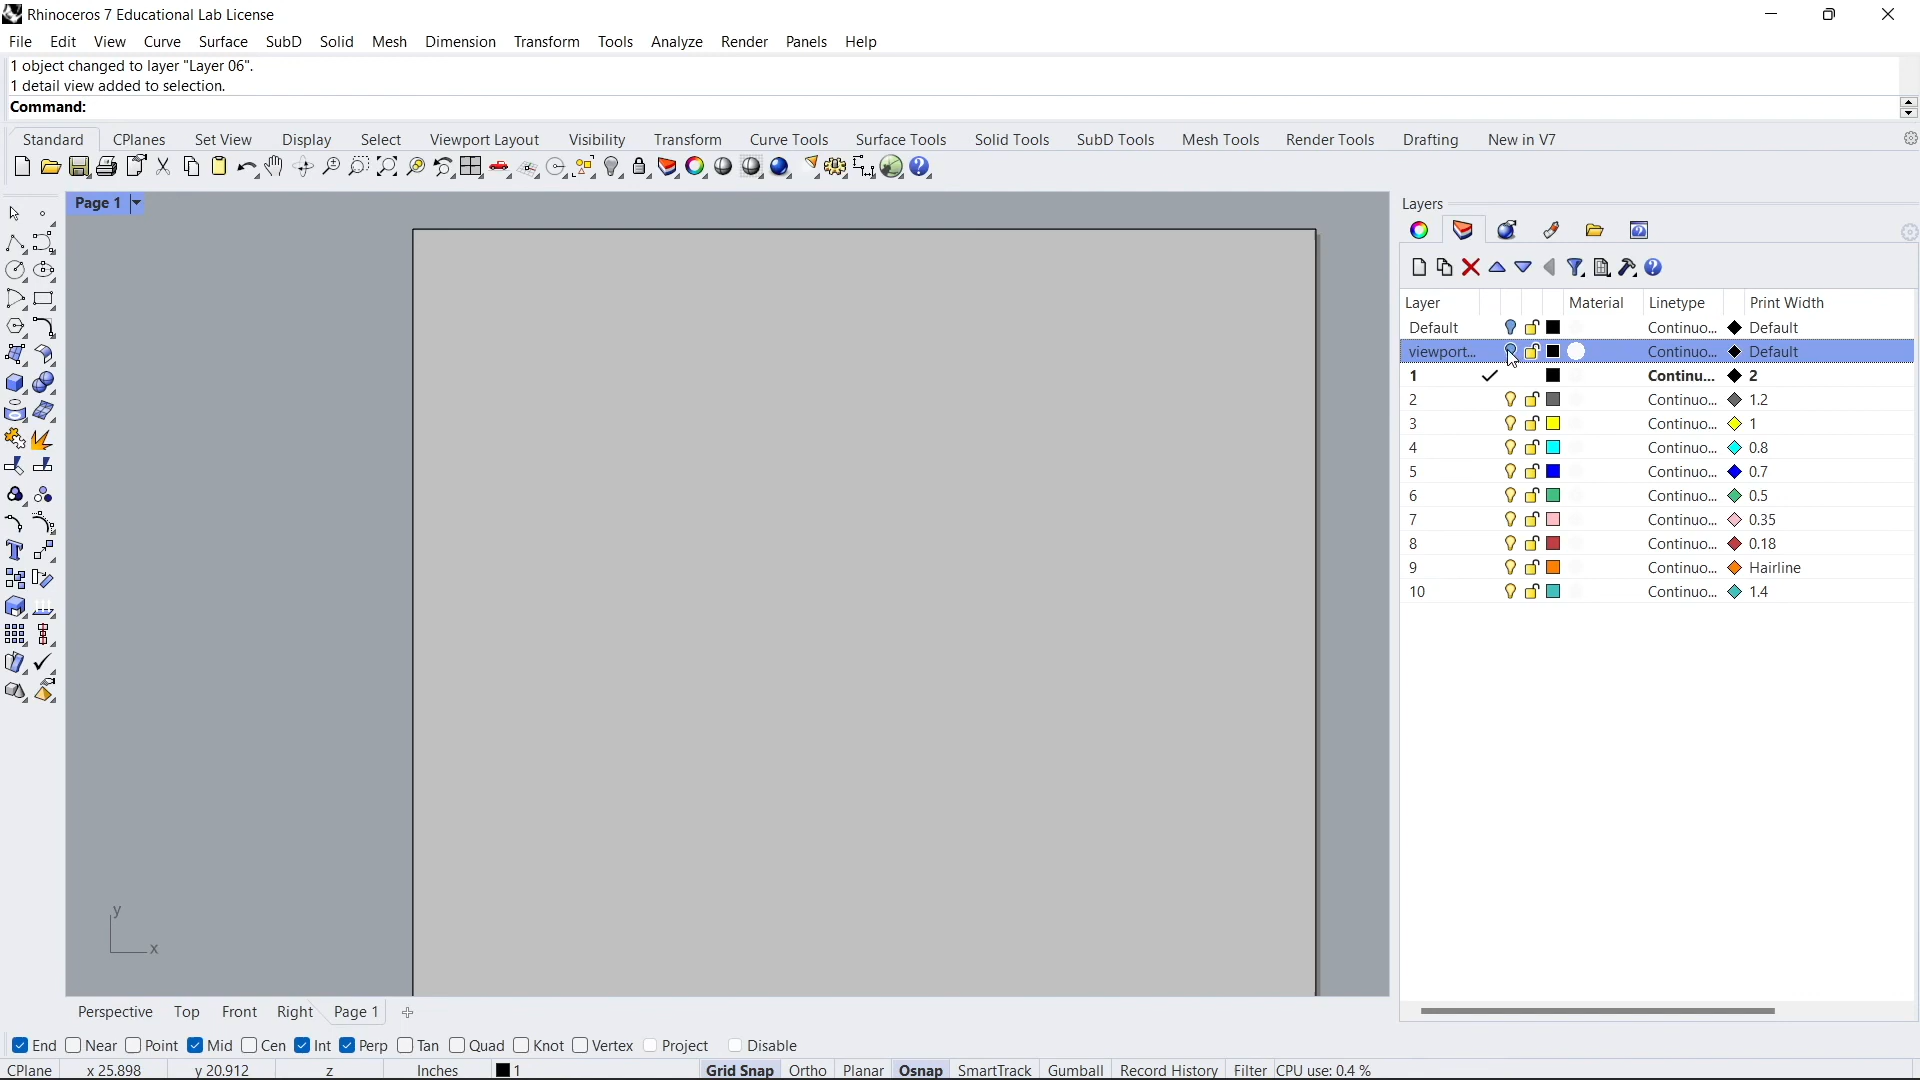 Rhinoceros 7 Educational Lab License
File Edit View Curve Surface SubD Solid Mesh Dimension Transform Tools Analyze Render Panels Help
1 object changed to layer "Layer 06".
1 detail view added to selection.
Command:
Standard CPlanes Set View Display Select Viewport Layout Visibility Transform Curve Tools Surface Tools Solid Tools SubD Tools Mesh Tools Render Tools Drafting New in V7
Page 1
Layers
Layer Material Linetype Print Width
Default Continuo... Default
viewport... Continuo... Default
1 Continu... 2
2 Continuo... 1.2
3 Continuo... 1
4 Continuo... 0.8
5 Continuo... 0.7
6 Continuo... 0.5
7 Continuo... 0.35
8 Continuo... 0.18
9 Continuo... Hairline
10 Continuo... 1.4
y
x
Perspective Top Front Right Page 1
End Near Point Mid Cen Int Perp Tan Quad Knot Vertex Project Disable
CPlane x 25.898 y 20.912 z Inches 1 Grid Snap Ortho Planar Osnap SmartTrack Gumball Record History Filter CPU use: 0.4 %